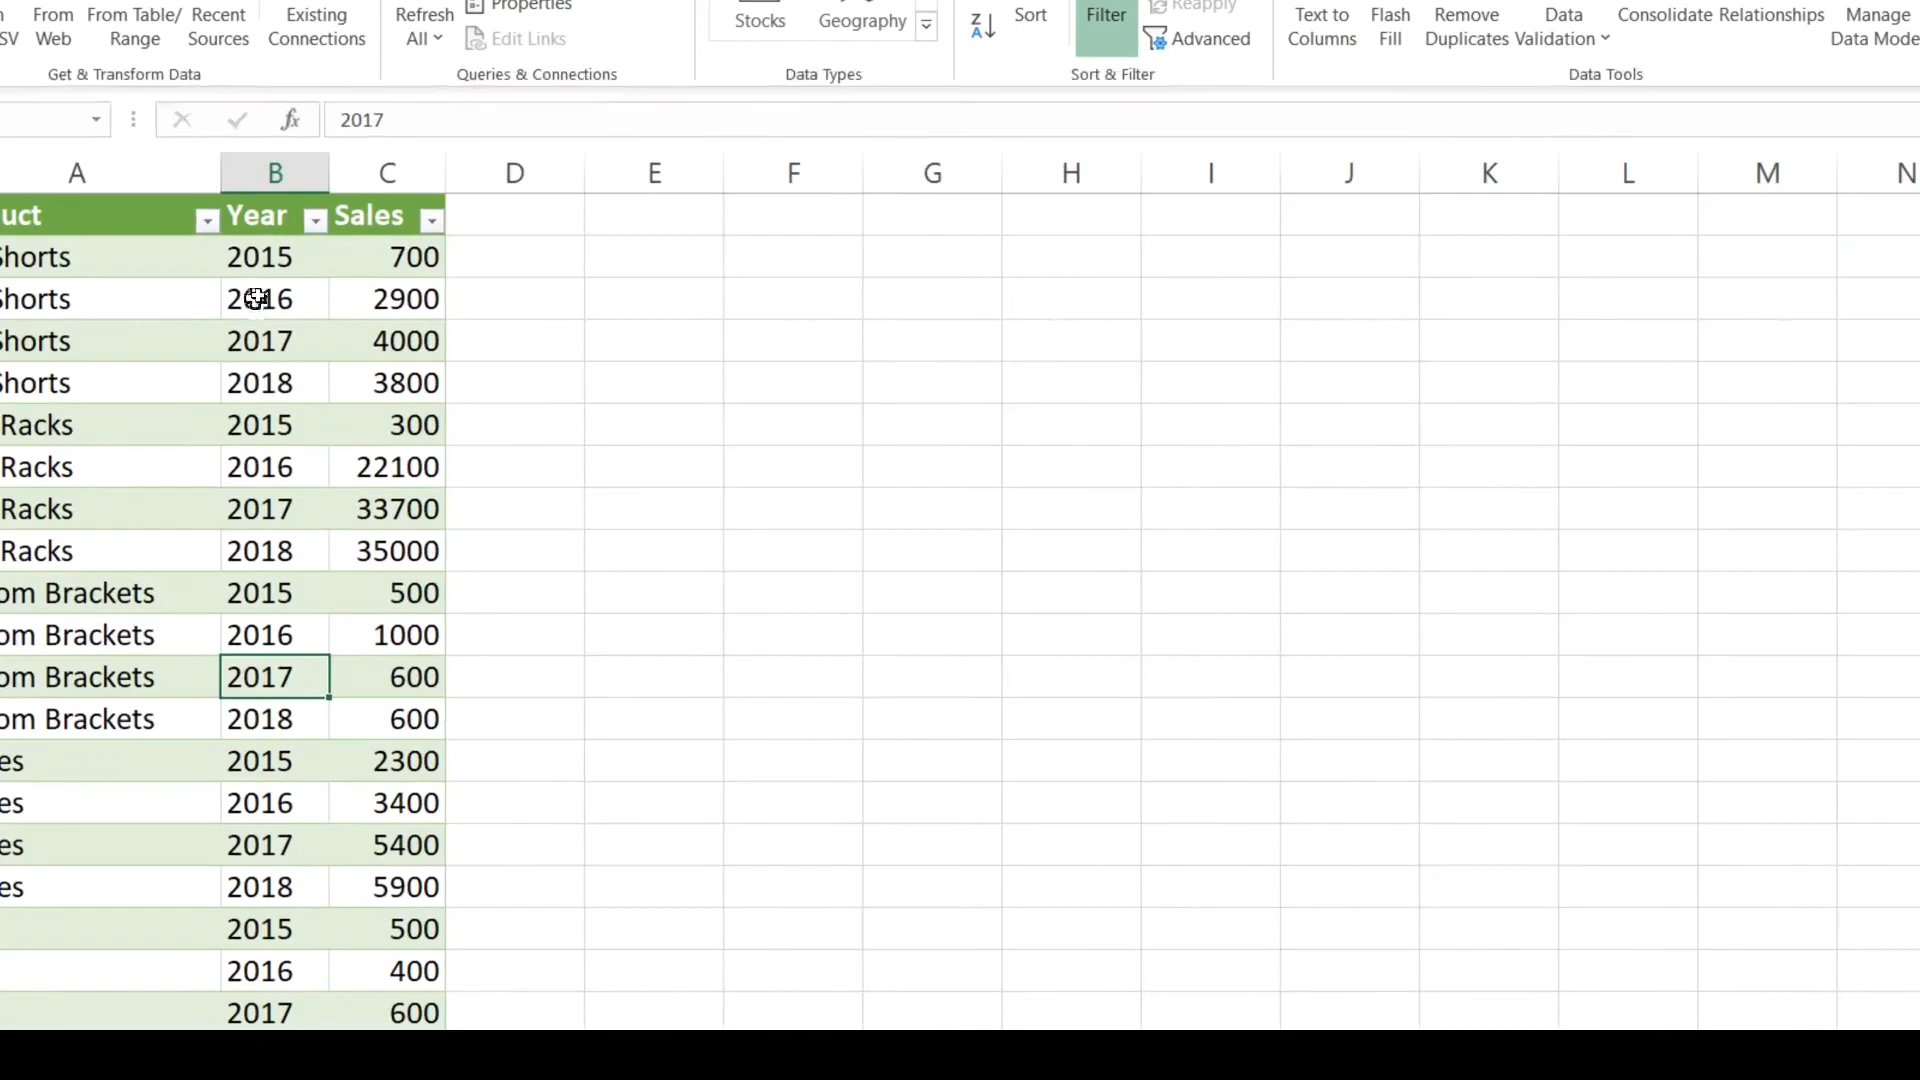 From From Table/ Recent Existing Refresh Properties Stocks Geography Sort Filter Reapply Text to Flash Remove Data Consolidate Relationships Manage
SV Web Range Sources Connections All Edit Links Advanced Columns Fill Duplicates Validation Data Mode
Get & Transform Data Queries & Connections Data Types Sort & Filter Data Tools
fx 2017
A B C D E F G H I J K L M N
uct Year Sales
Shorts 2015 700
Shorts 2016 2900
Shorts 2017 4000
Shorts 2018 3800
Racks 2015 300
Racks 2016 22100
Racks 2017 33700
Racks 2018 35000
om Brackets 2015 500
om Brackets 2016 1000
om Brackets 2017 600
om Brackets 2018 600
es 2015 2300
es 2016 3400
es 2017 5400
es 2018 5900
2015 500
2016 400
2017 600